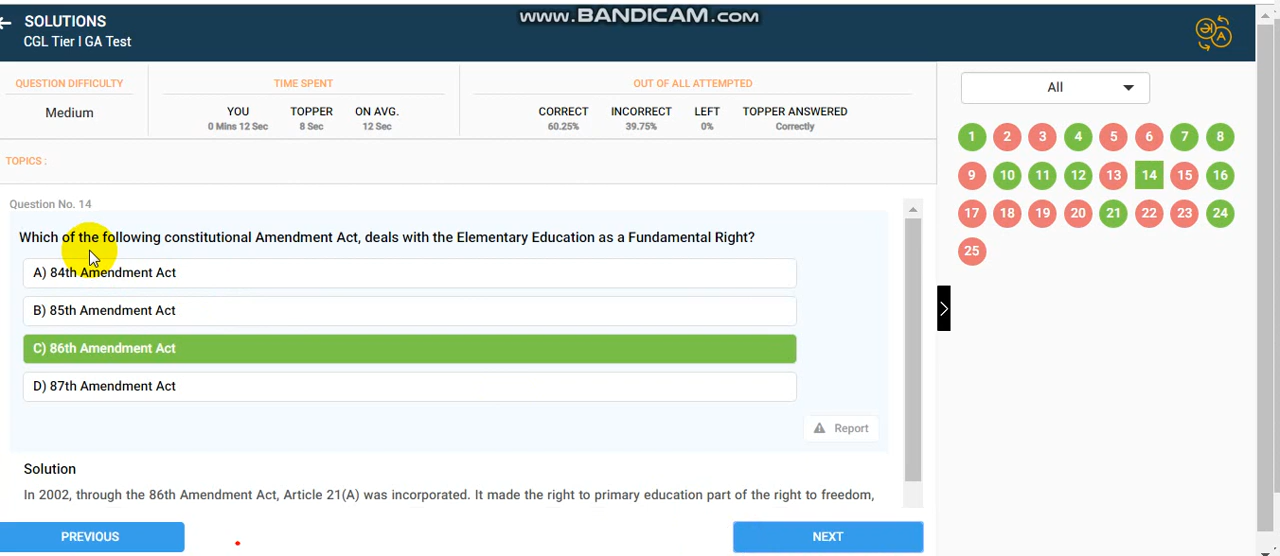 www.BANDICAM.com
SOLUTIONS
CGL Tier I GA Test
QUESTION DIFFICULTY
Medium
TIME SPENT
YOU TOPPER ON AVG.
0 Mins 12 Sec 8 Sec 12 Sec
OUT OF ALL ATTEMPTED
CORRECT INCORRECT LEFT TOPPER ANSWERED
60.25% 39.75% 0% Correctly
TOPICS :
Question No. 14
Which of the following constitutional Amendment Act, deals with the Elementary Education as a Fundamental Right?
A) 84th Amendment Act
B) 85th Amendment Act
C) 86th Amendment Act
D) 87th Amendment Act
Report
Solution
In 2002, through the 86th Amendment Act, Article 21(A) was incorporated. It made the right to primary education part of the right to freedom,
PREVIOUS
NEXT
अ A
All
1 2 3 4 5 6 7 8
9 10 11 12 13 14 15 16
17 18 19 20 21 22 23 24
25